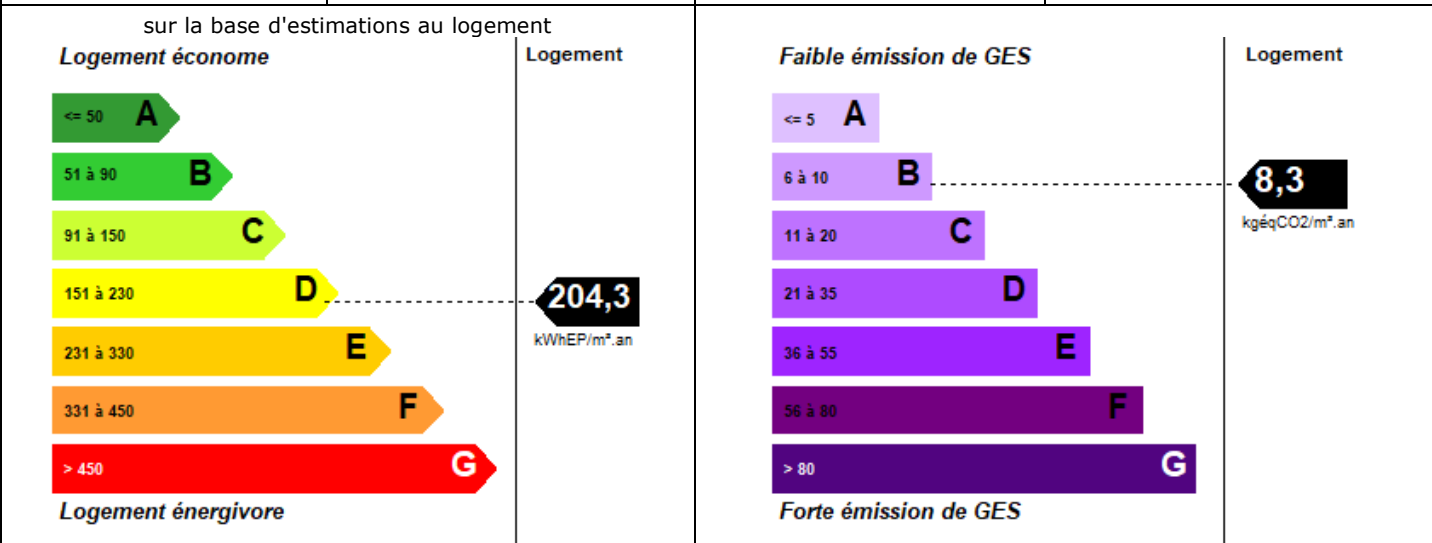 sur la base d'estimations au logement
Logement économe
Logement
<= 50 A
51 à 90 B
91 à 150 C
151 à 230 D
204,3
kWhEP/m².an
231 à 330 E
331 à 450 F
> 450 G
Logement énergivore
Faible émission de GES
Logement
<= 5 A
6 à 10 B
8,3
kgéqCO2/m².an
11 à 20 C
21 à 35 D
36 à 55 E
56 à 80 F
> 80 G
Forte émission de GES